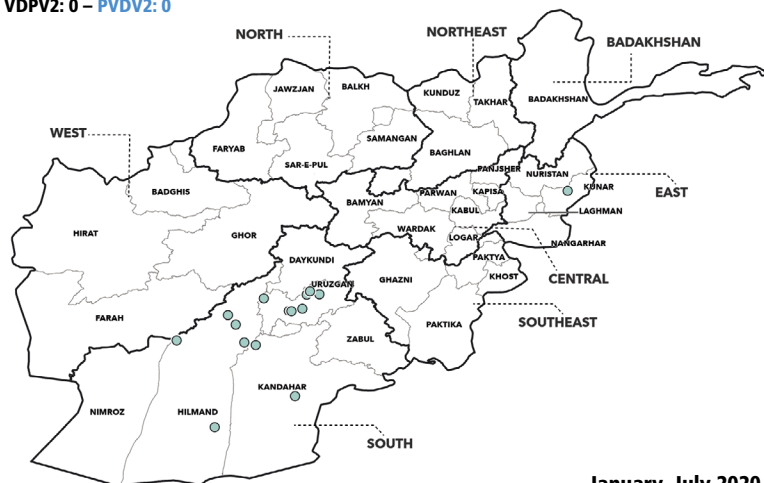 VDPV2: 0 – PVDV2: 0
NORTH
NORTHEAST
BADAKHSHAN
JAWZJAN
BALKH
KUNDUZ
TAKHAR
BADAKHSHAN
WEST
FARYAB
SAMANGAN
SAR-E-PUL
BAGHLAN
PANJSHER
NURISTAN
BADGHIS
BAMYAN
PARWAN
KAPISA
KUNAR
EAST
KABUL
LAGHMAN
HIRAT
GHOR
WARDAK
LOGAR
NANGARHAR
DAYKUNDI
PAKTYA
KHOST
CENTRAL
URUZGAN
GHAZNI
FARAH
ZABUL
PAKTIKA
SOUTHEAST
KANDAHAR
NIMROZ
HILMAND
SOUTH
January-July 2020